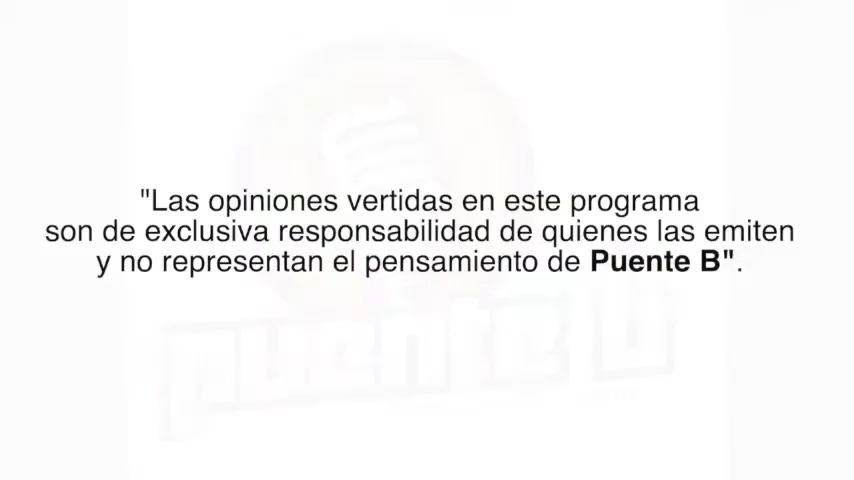 "Las opiniones vertidas en este programa
son de exclusiva responsabilidad de quienes las emiten
y no representan el pensamiento de Puente B".
Puente